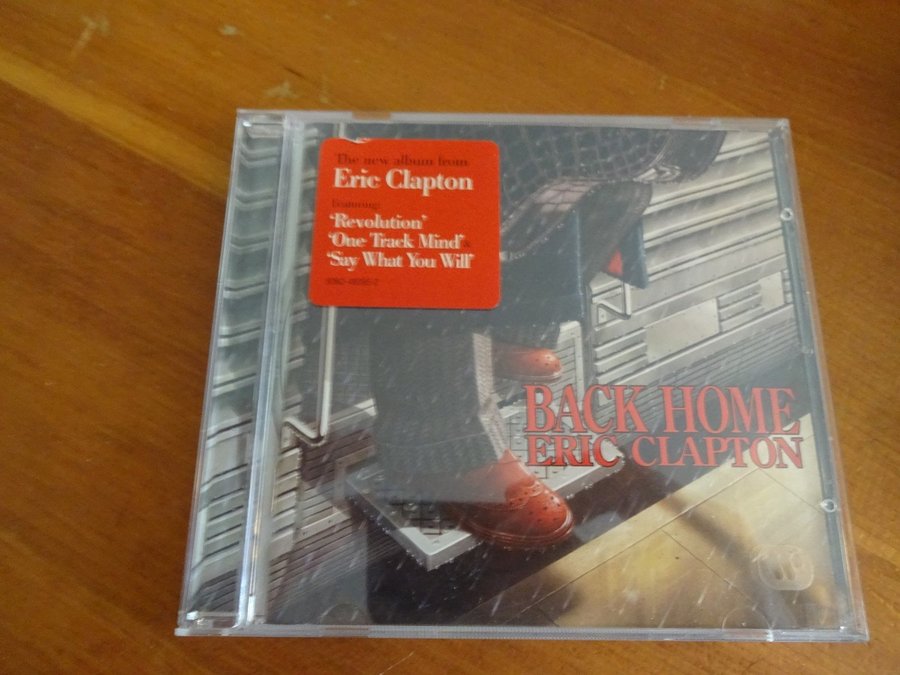 The new album from
Eric Clapton
featuring
‘Revolution’
‘One Track Mind’ &
‘Say What You Will’
BACK HOME
ERIC CLAPTON